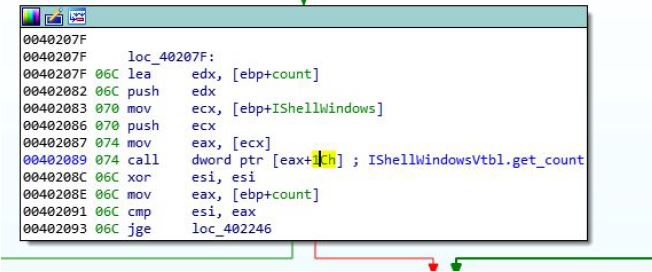 0040207F
0040207F loc_40207F:
0040207F 06C lea edx, [ebp+count]
00402082 06C push edx
00402083 070 mov ecx, [ebp+IShellWindows]
00402086 070 push ecx
00402087 074 mov eax, [ecx]
00402089 074 call dword ptr [eax+1Ch] ; IShellWindowsVtbl.get_count
0040208C 06C xor esi, esi
0040208E 06C mov eax, [ebp+count]
00402091 06C cmp esi, eax
00402093 06C jge loc_402246